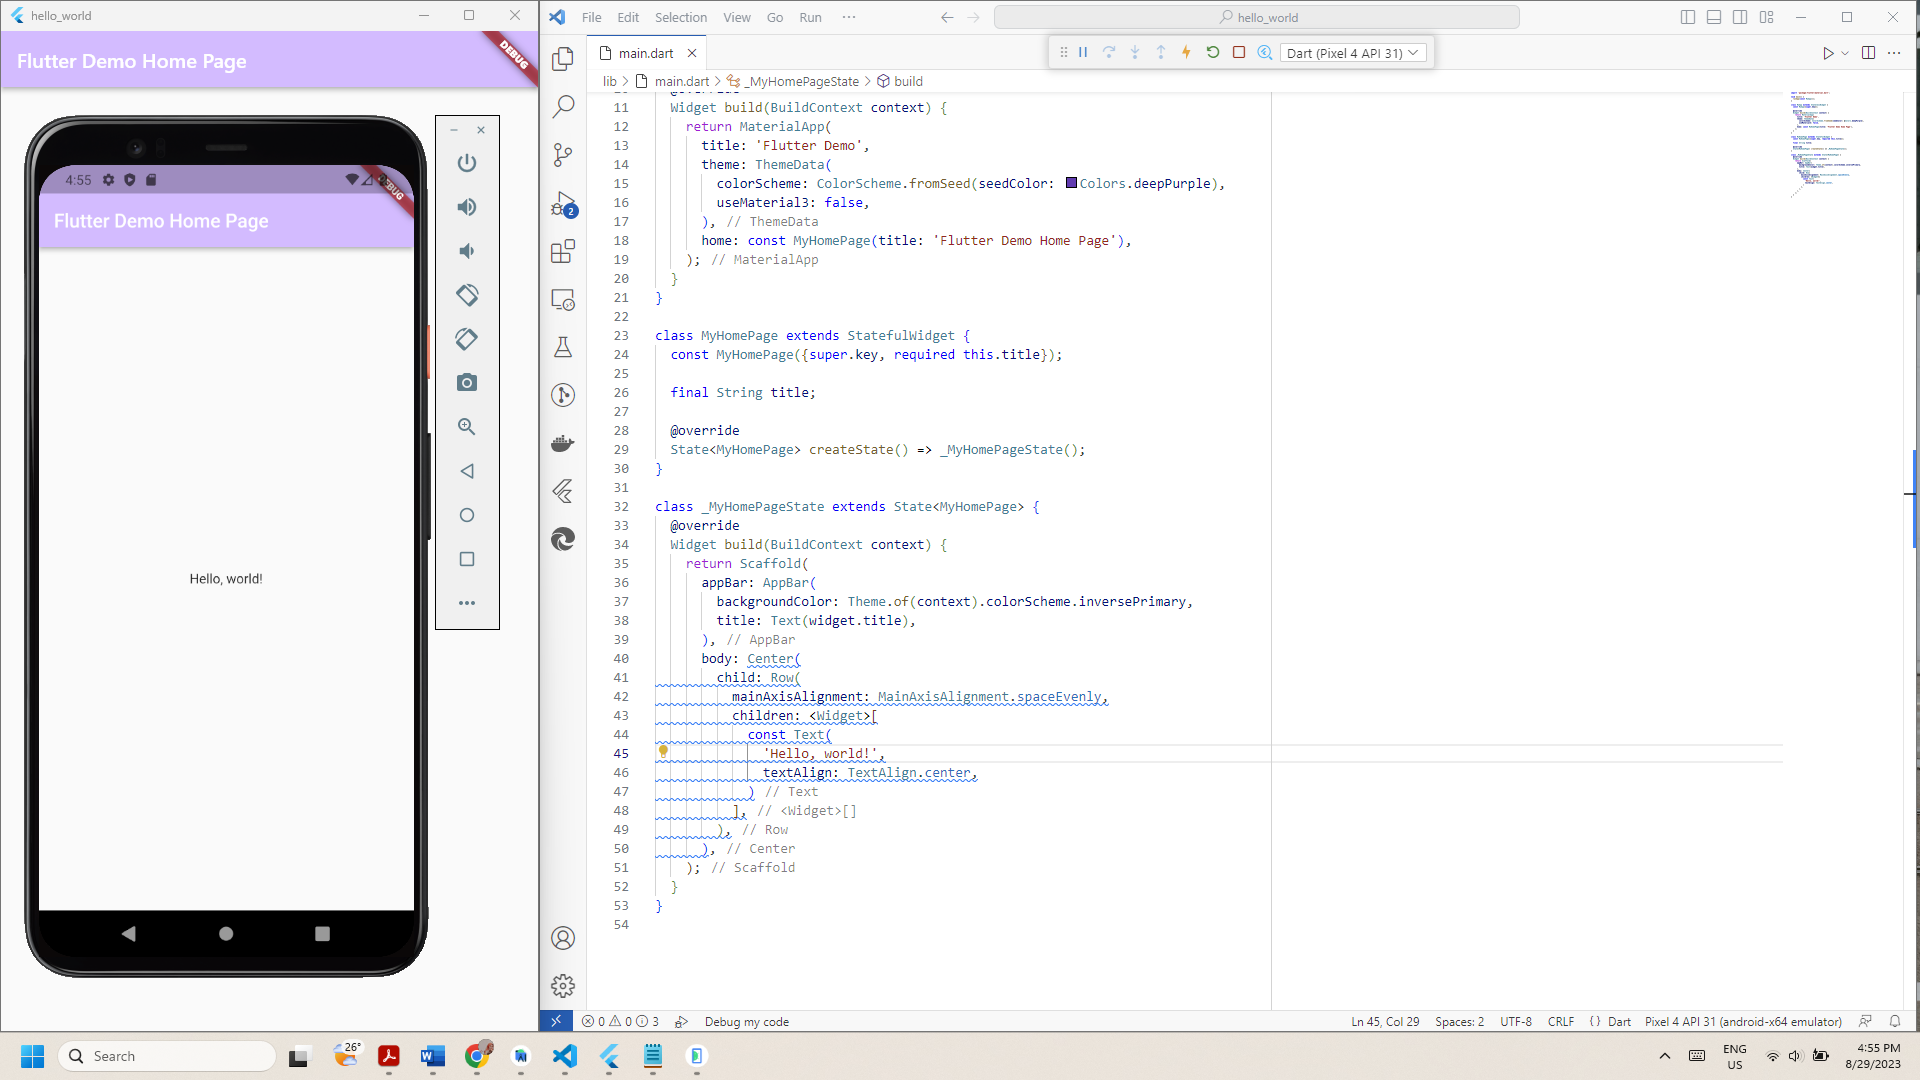 hello_world
Flutter Demo Home Page
DEBUG
4:55
DEBUG
Flutter Demo Home Page
Hello, world!
File Edit Selection View Go Run ···
hello_world
main.dart
Dart (Pixel 4 API 31)
lib > main.dart > _MyHomePageState > build
11 Widget build(BuildContext context) {
12 return MaterialApp(
13 title: 'Flutter Demo',
14 theme: ThemeData(
15 colorScheme: ColorScheme.fromSeed(seedColor: Colors.deepPurple),
16 useMaterial3: false,
17 ), // ThemeData
18 home: const MyHomePage(title: 'Flutter Demo Home Page'),
19 ); // MaterialApp
20 }
21 }
22
23 class MyHomePage extends StatefulWidget {
24 const MyHomePage({super.key, required this.title});
25
26 final String title;
27
28 @override
29 State<MyHomePage> createState() => _MyHomePageState();
30 }
31
32 class _MyHomePageState extends State<MyHomePage> {
33 @override
34 Widget build(BuildContext context) {
35 return Scaffold(
36 appBar: AppBar(
37 backgroundColor: Theme.of(context).colorScheme.inversePrimary,
38 title: Text(widget.title),
39 ), // AppBar
40 body: Center(
41 child: Row(
42 mainAxisAlignment: MainAxisAlignment.spaceEvenly,
43 children: <Widget>[
44 const Text(
45 'Hello, world!',
46 textAlign: TextAlign.center,
47 ) // Text
48 ], // <Widget>[]
49 ), // Row
50 ), // Center
51 ); // Scaffold
52 }
53 }
54
2
0 0 3 Debug my code
Ln 45, Col 29 Spaces: 2 UTF-8 CRLF { } Dart Pixel 4 API 31 (android-x64 emulator)
Search
26°
ENG
US
4:55 PM
8/29/2023